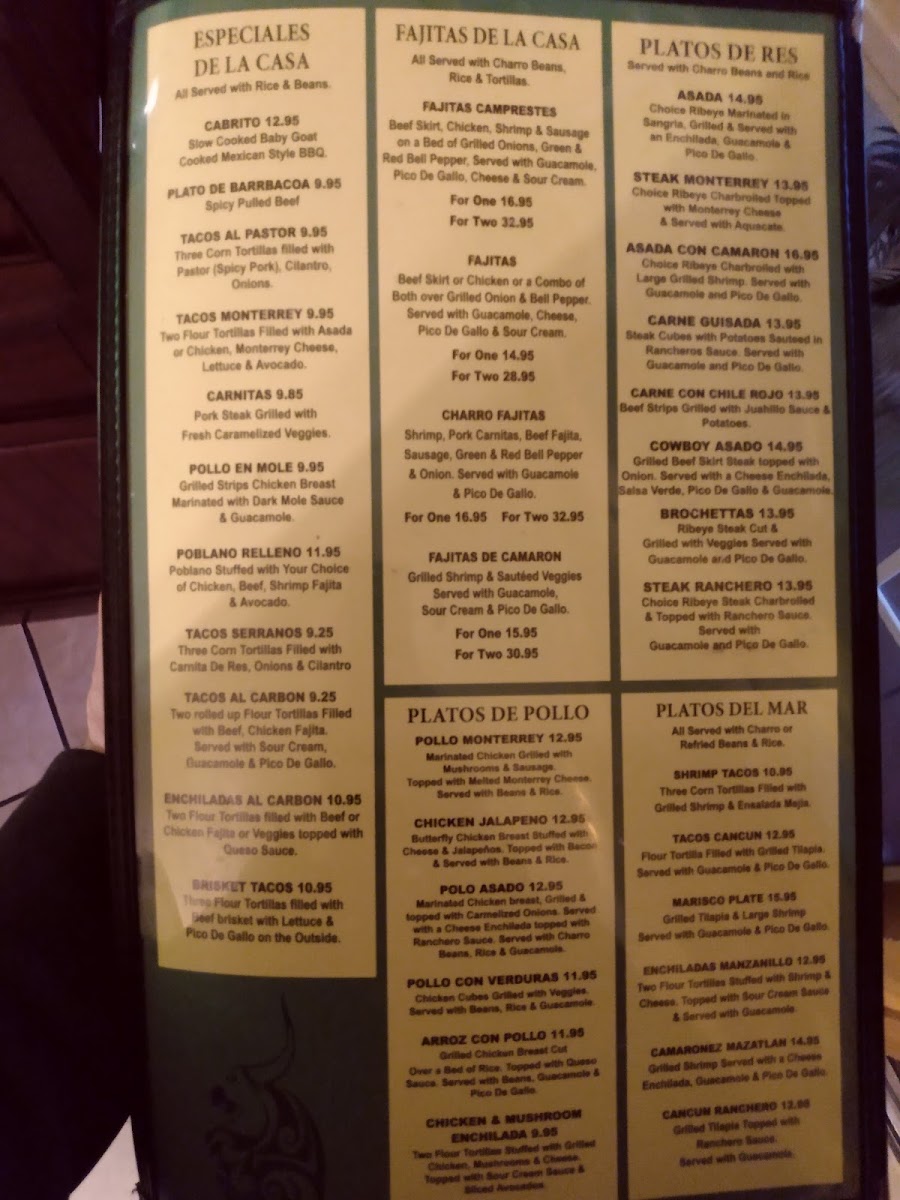 ESPECIALES
DE LA CASA
All Served with Rice & Beans.
CABRITO 12.95
Slow Cooked Baby Goat
Cooked Mexican Style BBQ.
PLATO DE BARRBACOA 9.95
Spicy Pulled Beef
TACOS AL PASTOR 9.95
Three Corn Tortillas filled with
Pastor (Spicy Pork), Cilantro,
Onions.
TACOS MONTERREY 9.95
Two Flour Tortillas Filled with Asada
or Chicken, Monterrey Cheese,
Lettuce & Avocado.
CARNITAS 9.85
Pork Steak Grilled with
Fresh Caramelized Veggies.
POLLO EN MOLE 9.95
Grilled Strips Chicken Breast
Marinated with Dark Mole Sauce
& Guacamole.
POBLANO RELLENO 11.95
Poblano Stuffed with Your Choice
of Chicken, Beef, Shrimp Fajita
& Avocado.
TACOS SERRANOS 9.25
Three Corn Tortillas Filled with
Carnita De Res, Onions & Cilantro
TACOS AL CARBON 9.25
Two rolled up Flour Tortillas Filled
with Beef, Chicken Fajita.
Served with Sour Cream,
Guacamole & Pico De Gallo.
ENCHILADAS AL CARBON 10.95
Two Flour Tortillas filled with Beef or
Chicken Fajita or Veggies topped with
Queso Sauce.
BRISKET TACOS 10.95
Three Flour Tortillas filled with
Beef brisket with Lettuce &
Pico De Gallo on the Outside.
FAJITAS DE LA CASA
All Served with Charro Beans,
Rice & Tortillas.
FAJITAS CAMPRESTES
Beef Skirt, Chicken, Shrimp & Sausage
on a Bed of Grilled Onions, Green &
Red Bell Pepper, Served with Guacamole,
Pico De Gallo, Cheese & Sour Cream.
For One 16.95
For Two 32.95
FAJITAS
Beef Skirt or Chicken or a Combo of
Both over Grilled Onion & Bell Pepper.
Served with Guacamole, Cheese,
Pico De Gallo & Sour Cream.
For One 14.95
For Two 28.95
CHARRO FAJITAS
Shrimp, Pork Carnitas, Beef Fajita,
Sausage, Green & Red Bell Pepper
& Onion. Served with Guacamole
& Pico De Gallo.
For One 16.95 For Two 32.95
FAJITAS DE CAMARON
Grilled Shrimp & Sautéed Veggies
Served with Guacamole,
Sour Cream & Pico De Gallo.
For One 15.95
For Two 30.95
PLATOS DE POLLO
POLLO MONTERREY 12.95
Marinated Chicken Grilled with
Mushrooms & Sausage.
Topped with Melted Monterrey Cheese.
Served with Beans & Rice.
CHICKEN JALAPENO 12.95
Butterfly Chicken Breast Stuffed with
Cheese & Jalapeños. Topped with Bacon
& Served with Beans & Rice.
POLO ASADO 12.95
Marinated Chicken breast, Grilled &
topped with Carmelized Onions. Served
with a Cheese Enchilada topped with
Ranchero Sauce. Served with Charro
Beans, Rice & Guacamole.
POLLO CON VERDURAS 11.95
Chicken Cubes Grilled with Veggies.
Served with Beans, Rice & Guacamole.
ARROZ CON POLLO 11.95
Grilled Chicken Breast Cut
Over a Bed of Rice. Topped with Queso
Sauce. Served with Beans, Guacamole &
Pico De Gallo.
CHICKEN & MUSHROOM
ENCHILADA 9.95
Two Flour Tortillas Stuffed with Grilled
Chicken, Mushrooms & Cheese.
Topped with Sour Cream Sauce &
Sliced Avocados.
PLATOS DE RES
Served with Charro Beans and Rice
ASADA 14.95
Choice Ribeye Marinated in
Sangria, Grilled & Served with
an Enchilada, Guacamole &
Pico De Gallo.
STEAK MONTERREY 13.95
Choice Ribeye Charbroiled Topped
with Monterrey Cheese
& Served with Aquacate.
ASADA CON CAMARON 16.95
Choice Ribeye Charbroiled with
Large Grilled Shrimp. Served with
Guacamole and Pico De Gallo.
CARNE GUISADA 13.95
Steak Cubes with Potatoes Sauteed in
Rancheros Sauce. Served with
Guacamole and Pico De Gallo.
CARNE CON CHILE ROJO 13.95
Beef Strips Grilled with Juahillo Sauce &
Potatoes.
COWBOY ASADO 14.95
Grilled Beef Skirt Steak topped with
Onion. Served with a Cheese Enchilada,
Salsa Verde, Pico De Gallo & Guacamole.
BROCHETTAS 13.95
Ribeye Steak Cut &
Grilled with Veggies Served with
Guacamole and Pico De Gallo.
STEAK RANCHERO 13.95
Choice Ribeye Steak Charbroiled
& Topped with Ranchero Sauce.
Served with
Guacamole and Pico De Gallo.
PLATOS DEL MAR
All Served with Charro or
Refried Beans & Rice.
SHRIMP TACOS 10.95
Three Corn Tortillas Filled with
Grilled Shrimp & Ensalada Mejia.
TACOS CANCUN 12.95
Flour Tortilla Filled with Grilled Tilapia.
Served with Guacamole & Pico De Gallo.
MARISCO PLATE 15.95
Grilled Tilapia & Large Shrimp
Served with Guacamole & Pico De Gallo.
ENCHILADAS MANZANILLO 12.95
Two Flour Tortillas Stuffed with Shrimp &
Cheese. Topped with Sour Cream Sauce
& Served with Guacamole.
CAMARONEZ MAZATLAN 14.95
Grilled Shrimp Served with a Cheese
Enchilada, Guacamole & Pico De Gallo.
CANCUN RANCHERO 12.98
Grilled Tilapia Topped with
Ranchero Sauce.
Served with Guacamole.